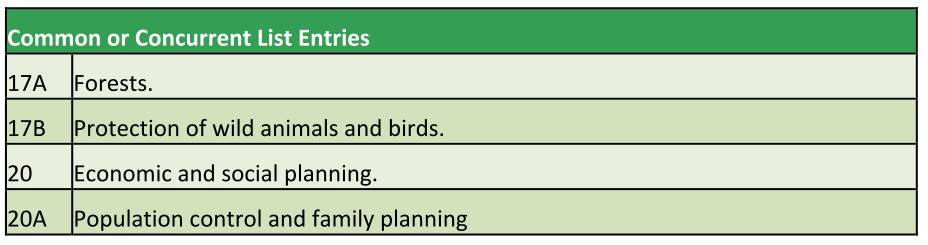 Common or Concurrent List Entries
17A Forests.
17B Protection of wild animals and birds.
20 Economic and social planning.
20A Population control and family planning